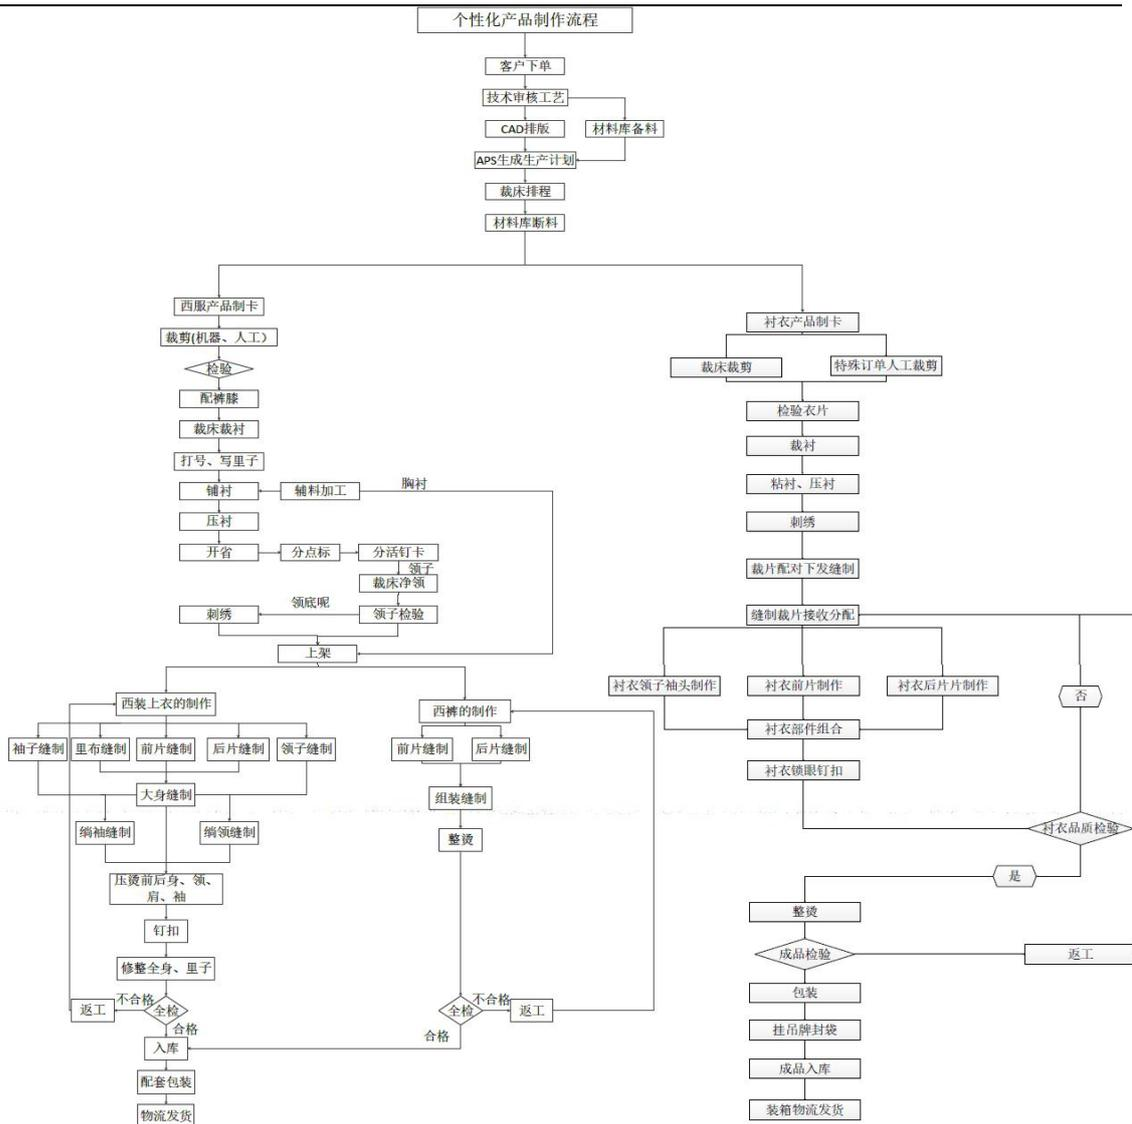 个性化产品制作流程
客户下单
技术审核工艺
CAD排版
材料库备料
APS生成生产计划
裁床排程
材料库断料
西服产品制卡
裁剪(机器、人工）
检验
配裤膝
裁床裁衬
打号、写里子
铺衬
辅料加工
胸衬
压衬
开省
分点标
分活钉卡
领子
裁床净领
领底呢
刺绣
领子检验
上架
西装上衣的制作
西裤的制作
袖子缝制
里布缝制
前片缝制
后片缝制
领子缝制
前片缝制
后片缝制
大身缝制
组装缝制
绱袖缝制
绱领缝制
整烫
压烫前后身、领、
肩、袖
钉扣
修整全身、里子
返工
不合格
全检
合格
全检
不合格
返工
合格
入库
配套包装
物流发货
衬衣产品制卡
裁床裁剪
特殊订单人工裁剪
检验衣片
裁衬
粘衬、压衬
刺绣
裁片配对下发缝制
缝制裁片接收分配
衬衣领子袖头制作
衬衣前片制作
衬衣后片片制作
否
衬衣部件组合
衬衣锁眼钉扣
衬衣品质检验
是
整烫
成品检验
返工
包装
挂吊牌封袋
成品入库
装箱物流发货